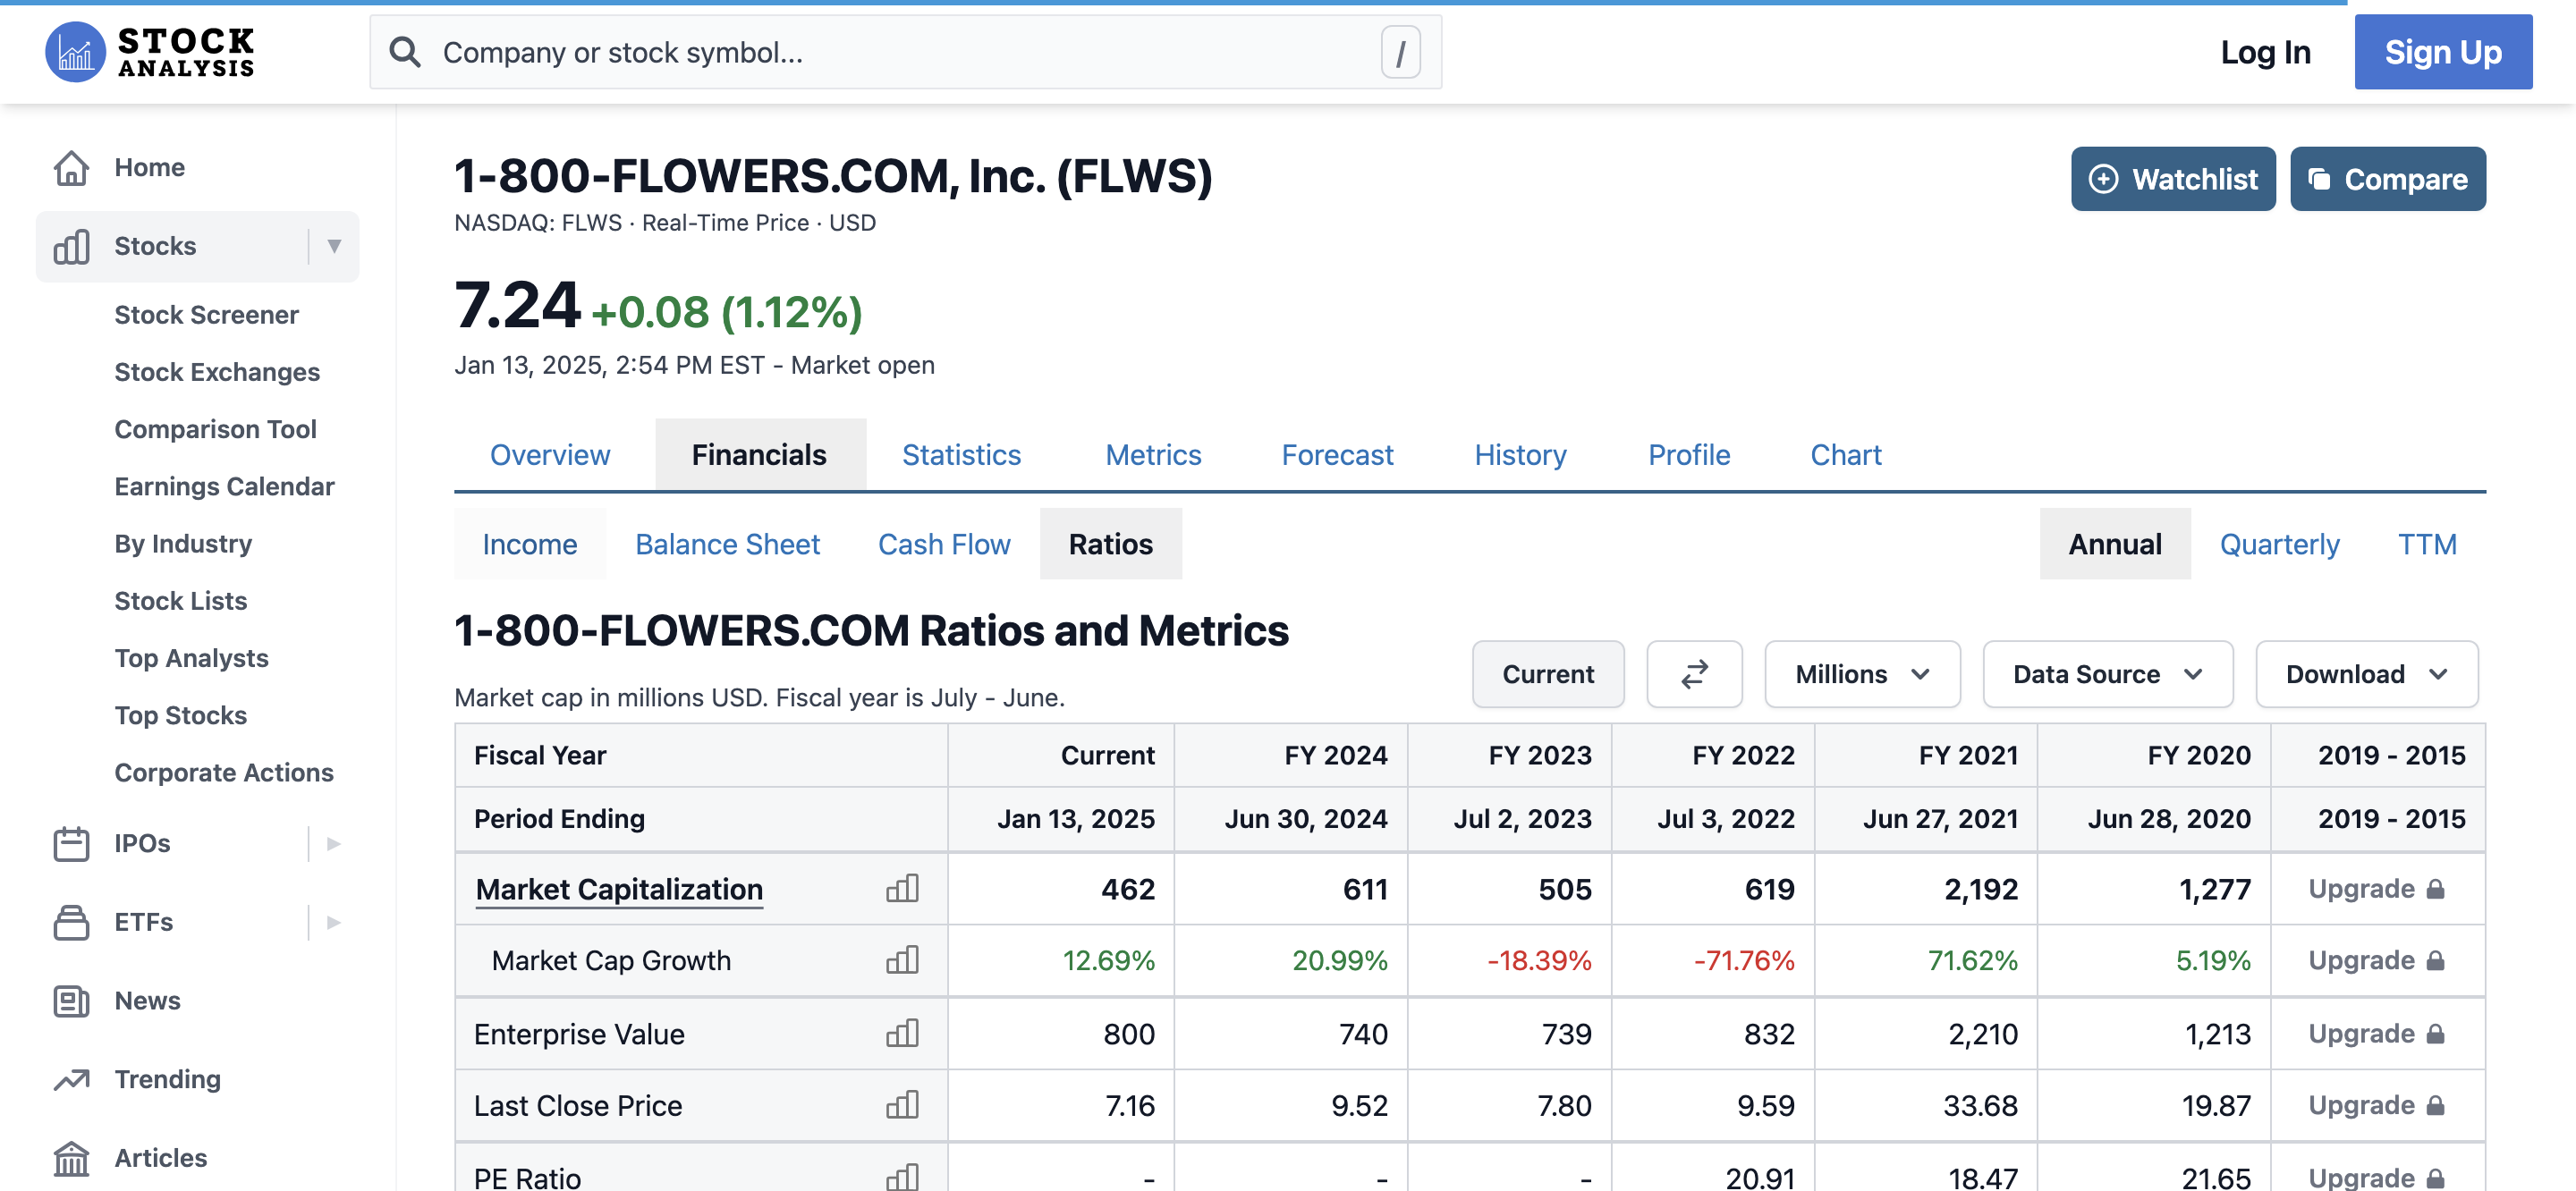 STOCK
ANALYSIS
Company or stock symbol...
/
Log In
Sign Up
Home
Stocks
Stock Screener
Stock Exchanges
Comparison Tool
Earnings Calendar
By Industry
Stock Lists
Top Analysts
Top Stocks
Corporate Actions
IPOs
ETFs
News
Trending
Articles
1-800-FLOWERS.COM, Inc. (FLWS)
NASDAQ: FLWS · Real-Time Price · USD
Watchlist
Compare
7.24 +0.08 (1.12%)
Jan 13, 2025, 2:54 PM EST - Market open
Overview Financials Statistics Metrics Forecast History Profile Chart
Income Balance Sheet Cash Flow Ratios Annual Quarterly TTM
1-800-FLOWERS.COM Ratios and Metrics
Market cap in millions USD. Fiscal year is July - June.
Current Millions Data Source Download
Fiscal Year Current FY 2024 FY 2023 FY 2022 FY 2021 FY 2020 2019 - 2015
Period Ending Jan 13, 2025 Jun 30, 2024 Jul 2, 2023 Jul 3, 2022 Jun 27, 2021 Jun 28, 2020 2019 - 2015
Market Capitalization 462 611 505 619 2,192 1,277 Upgrade
Market Cap Growth 12.69% 20.99% -18.39% -71.76% 71.62% 5.19% Upgrade
Enterprise Value 800 740 739 832 2,210 1,213 Upgrade
Last Close Price 7.16 9.52 7.80 9.59 33.68 19.87 Upgrade
PE Ratio - - - 20.91 18.47 21.65 Upgrade